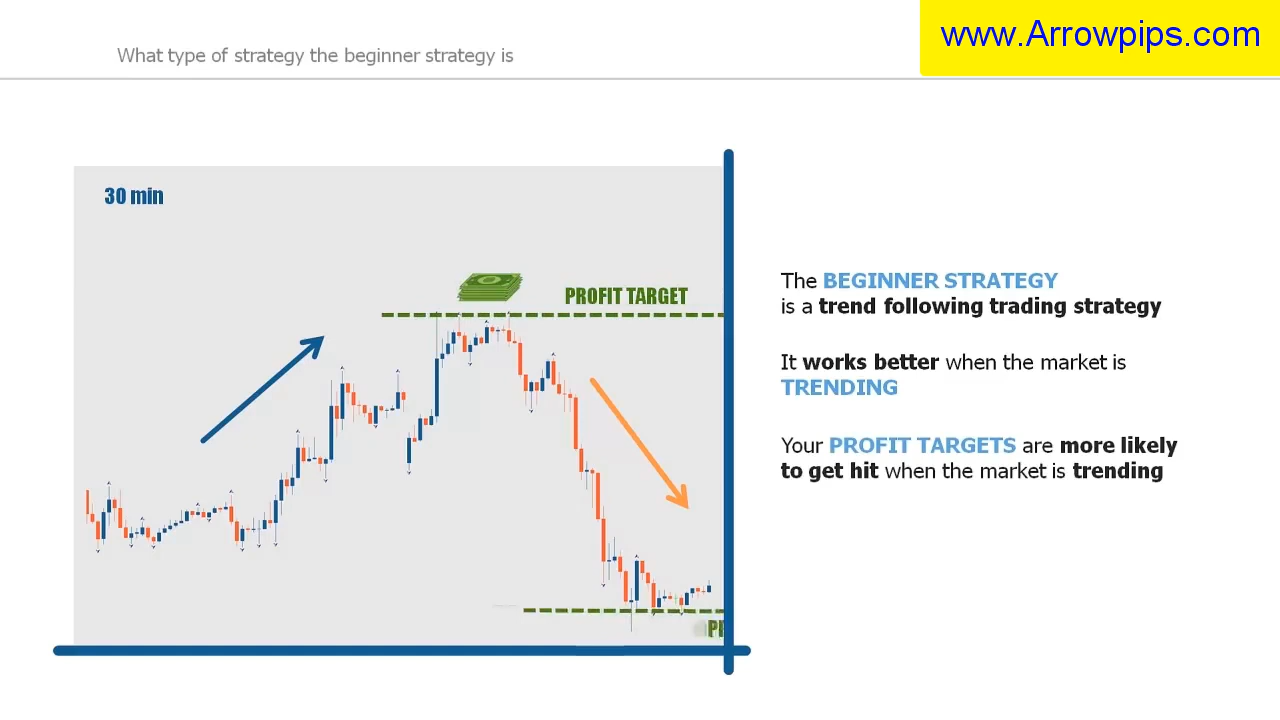 What type of strategy the beginner strategy is
www.Arrowpips.com
30 min
PROFIT TARGET
The BEGINNER STRATEGY
is a trend following trading strategy
It works better when the market is
TRENDING
Your PROFIT TARGETS are more likely
to get hit when the market is trending